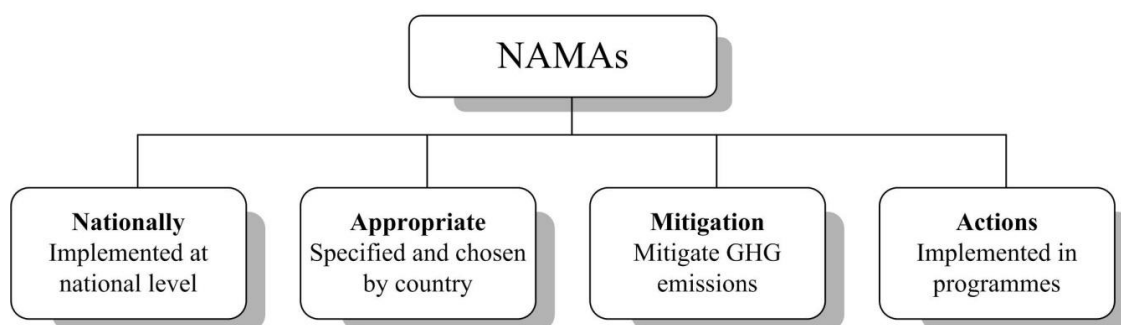 NAMAs
Nationally
Implemented at
national level
Appropriate
Specified and chosen
by country
Mitigation
Mitigate GHG
emissions
Actions
Implemented in
programmes